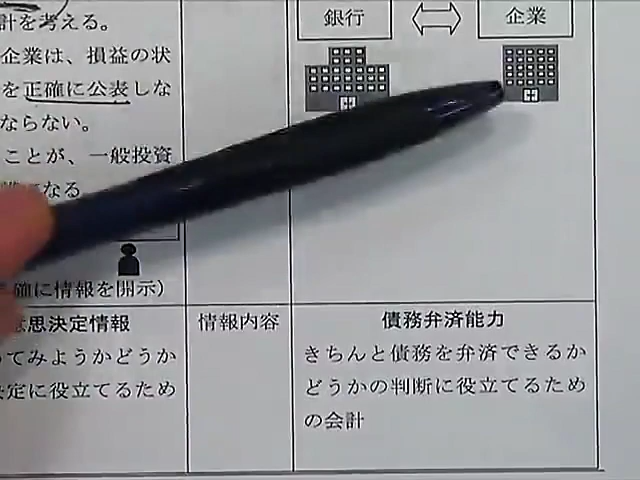 計を考える。
企業は、損益の状
を正確に公表しな
ならない。
ことが、一般投資
になる
確に情報を開示)
思決定情報
てみようかどうか
定に役立てるため
情報内容
銀行
企業
債務弁済能力
きちんと債務を弁済できるか
どうかの判断に役立てるため
の会計